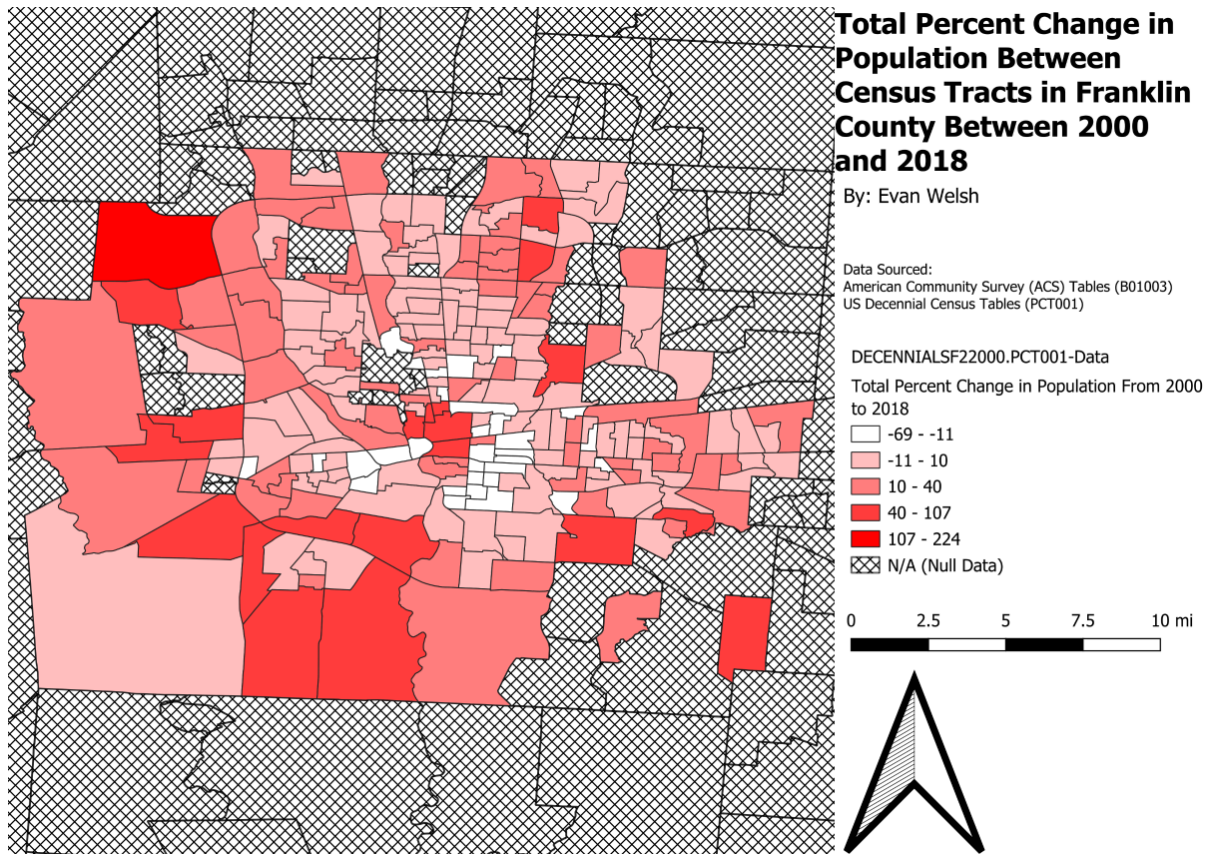 Total Percent Change in
Population Between
Census Tracts in Franklin
County Between 2000
and 2018
By: Evan Welsh
Data Sourced:
American Community Survey (ACS) Tables (B01003)
US Decennial Census Tables (PCT001)
DECENNIALSF22000.PCT001-Data
Total Percent Change in Population From 2000
to 2018
-69 - -11
-11 - 10
10 - 40
40 - 107
107 - 224
N/A (Null Data)
0 2.5 5 7.5 10 mi